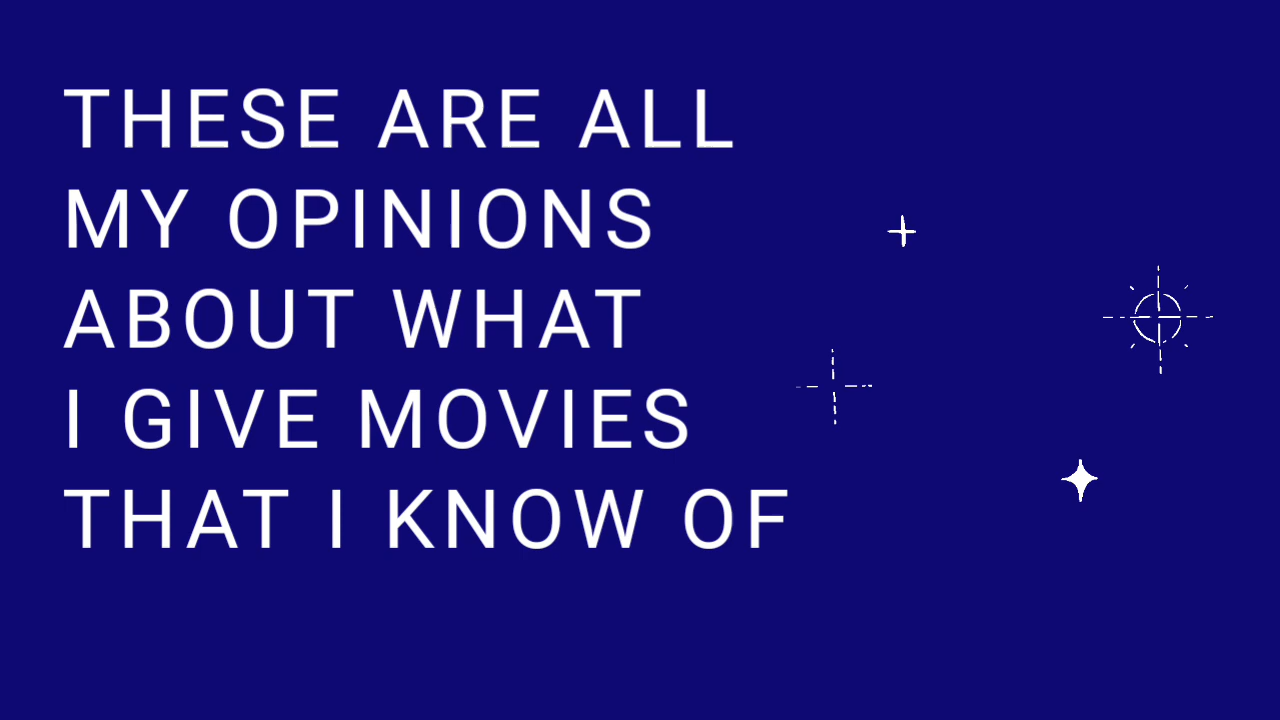 THESE ARE ALL
MY OPINIONS
ABOUT WHAT
I GIVE MOVIES
THAT I KNOW OF